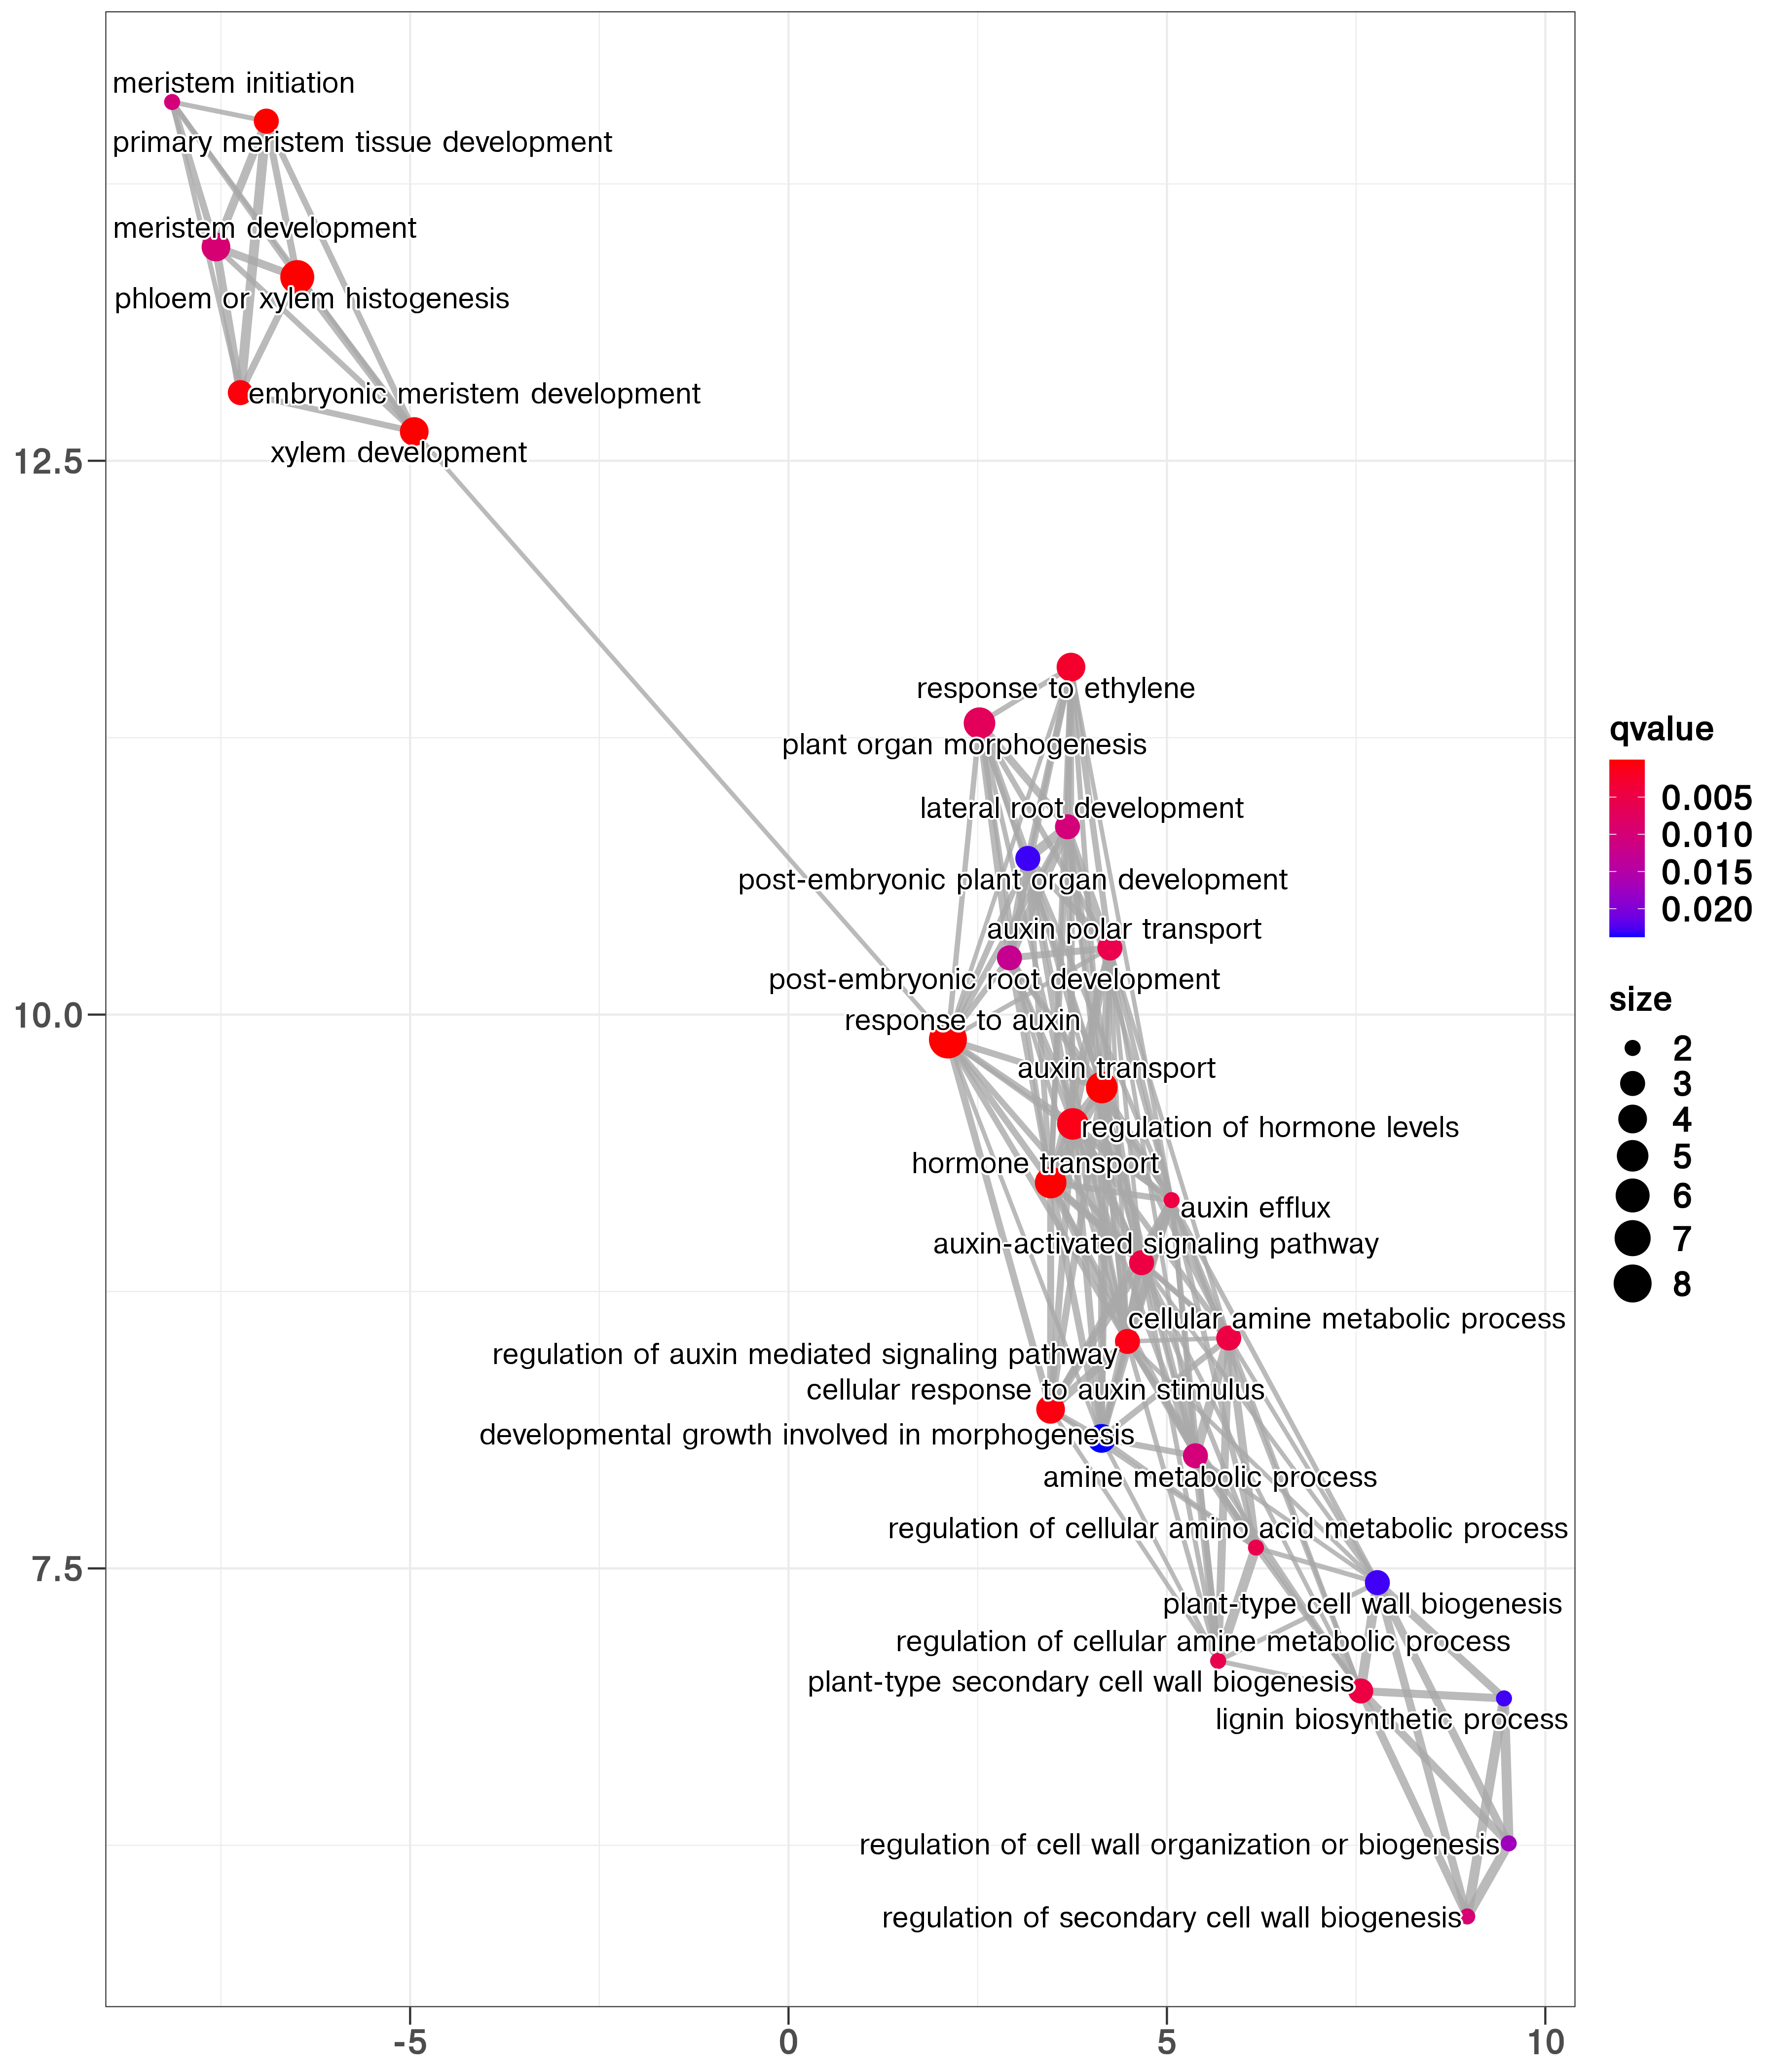 meristem initiation
primary meristem tissue development
meristem development
phloem or xylem histogenesis
embryonic meristem development
xylem development
response to ethylene
plant organ morphogenesis
lateral root development
post-embryonic plant organ development
auxin polar transport
post-embryonic root development
response to auxin
auxin transport
regulation of hormone levels
hormone transport
auxin efflux
auxin-activated signaling pathway
cellular amine metabolic process
regulation of auxin mediated signaling pathway
cellular response to auxin stimulus
developmental growth involved in morphogenesis
amine metabolic process
regulation of cellular amino acid metabolic process
plant-type cell wall biogenesis
regulation of cellular amine metabolic process
plant-type secondary cell wall biogenesis
lignin biosynthetic process
regulation of cell wall organization or biogenesis
regulation of secondary cell wall biogenesis
12.5
10.0
7.5
-5
0
5
10
qvalue
0.005
0.010
0.015
0.020
size
2
3
4
5
6
7
8